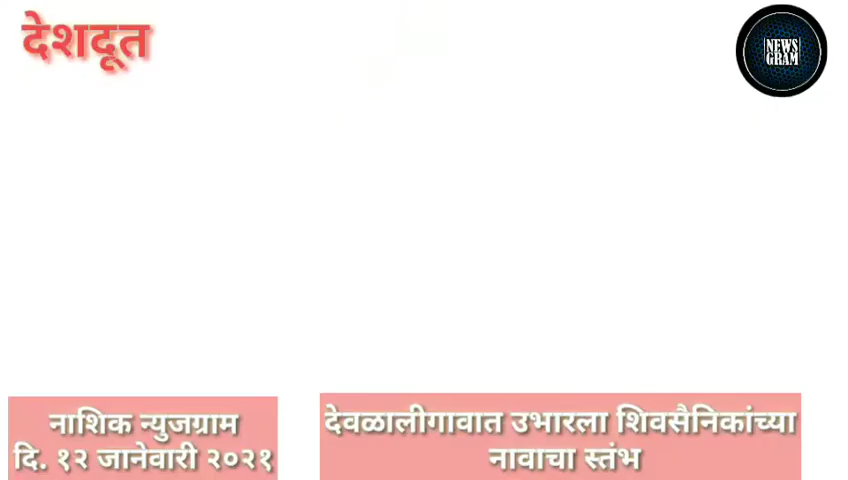 देशदूत
NEWS
GRAM
नाशिक न्युजग्राम
दि. १२ जानेवारी २०२१
देवळालीगावात उभारला शिवसैनिकांच्या
नावाचा स्तंभ